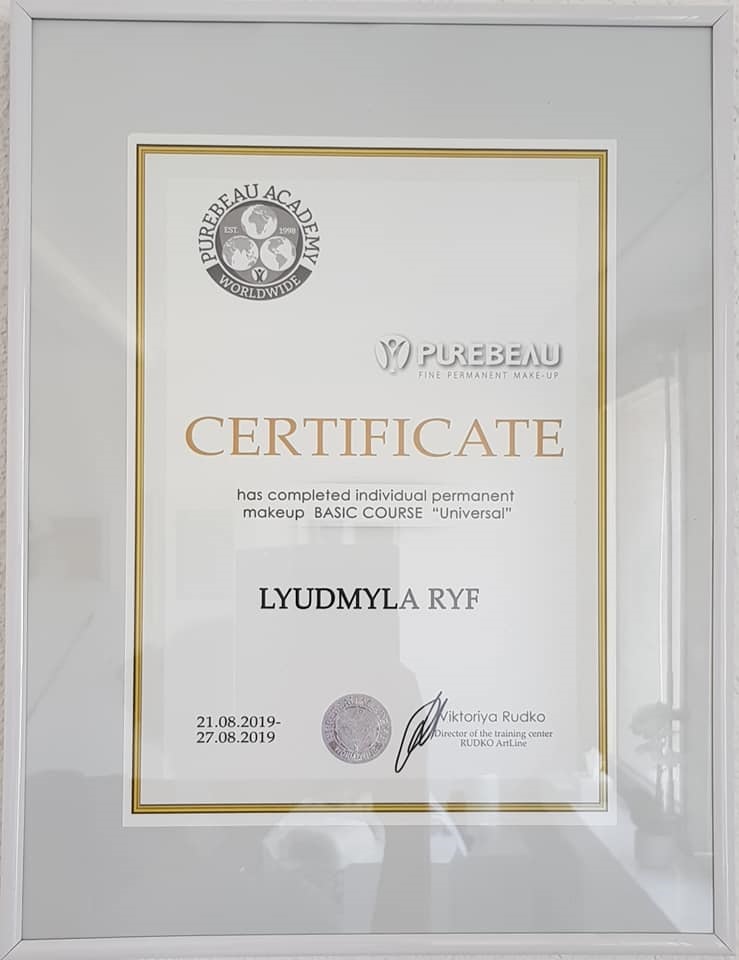 PUREBEAU ACADEMY
EST. 1998
WORLDWIDE
PUREBEAU
FINE PERMANENT MAKE-UP
CERTIFICATE
has completed individual permanent
makeup BASIC COURSE “Universal”
LYUDMYLA RYF
21.08.2019-
27.08.2019
Viktoriya Rudko
Director of the training center
RUDKO ArtLine